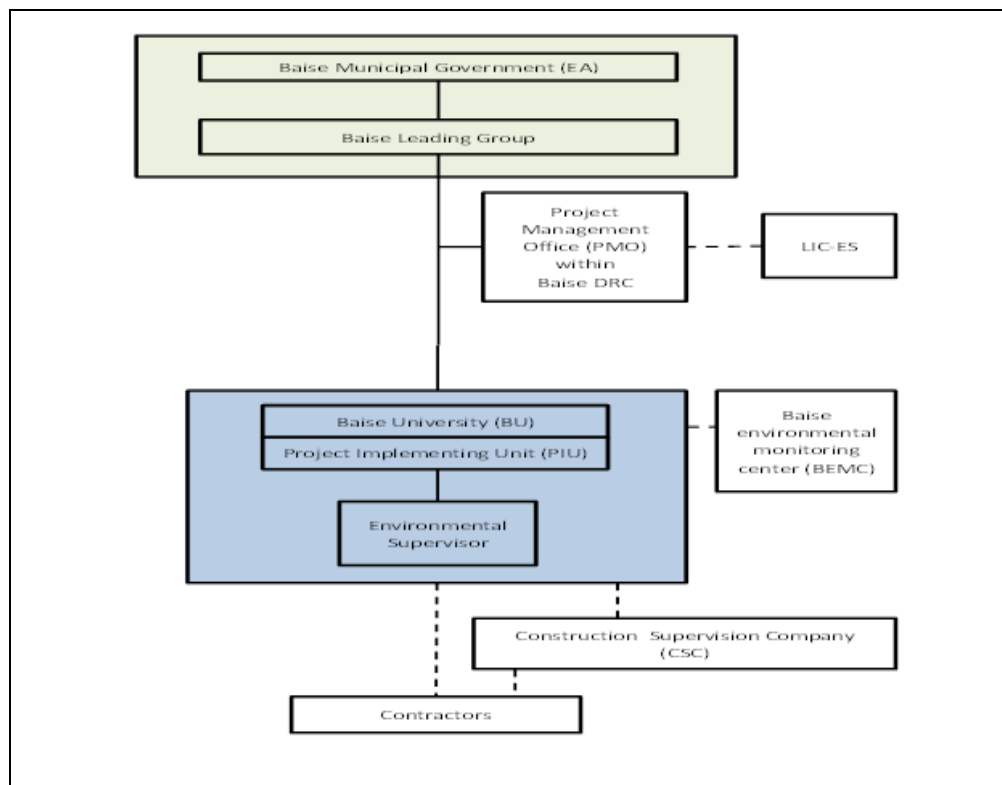 Baise Municipal Government (EA)
Baise Leading Group
Project
Management
Office (PMO)
within
Baise DRC
LIC-ES
Baise University (BU)
Project Implementing Unit (PIU)
Environmental
Supervisor
Baise
environmental
monitoring
center (BEMC)
Construction Supervision Company
(CSC)
Contractors